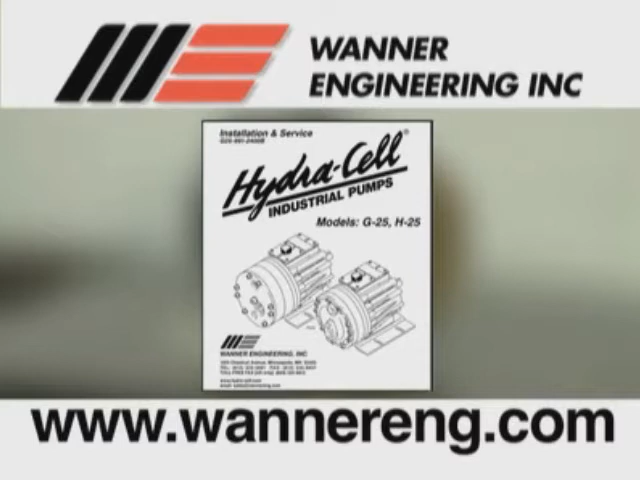 WANNER
ENGINEERING INC
Installation & Service
Hydra-Cell®
INDUSTRIAL PUMPS
Models: G-25, H-25
WANNER ENGINEERING, INC
www.wannereng.com